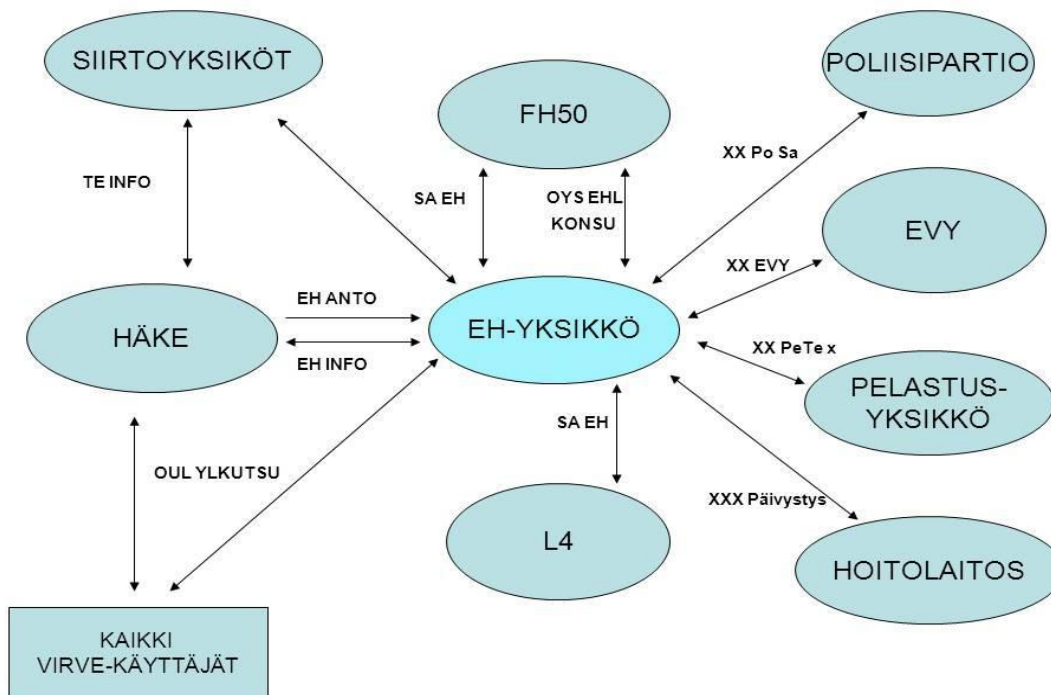 SIIRTOYKSIKÖT
POLIISIPARTIO
FH50
XX Po Sa
TE INFO
SA EH
OYS EHL
KONSU
EVY
XX EVY
EH ANTO
HÄKE
EH-YKSIKKÖ
EH INFO
XX PeTe x
PELASTUS-
YKSIKKÖ
SA EH
OUL YLKUTSU
XXX Päivystys
L4
HOITOLAITOS
KAIKKI
VIRVE-KÄYTTÄJÄT